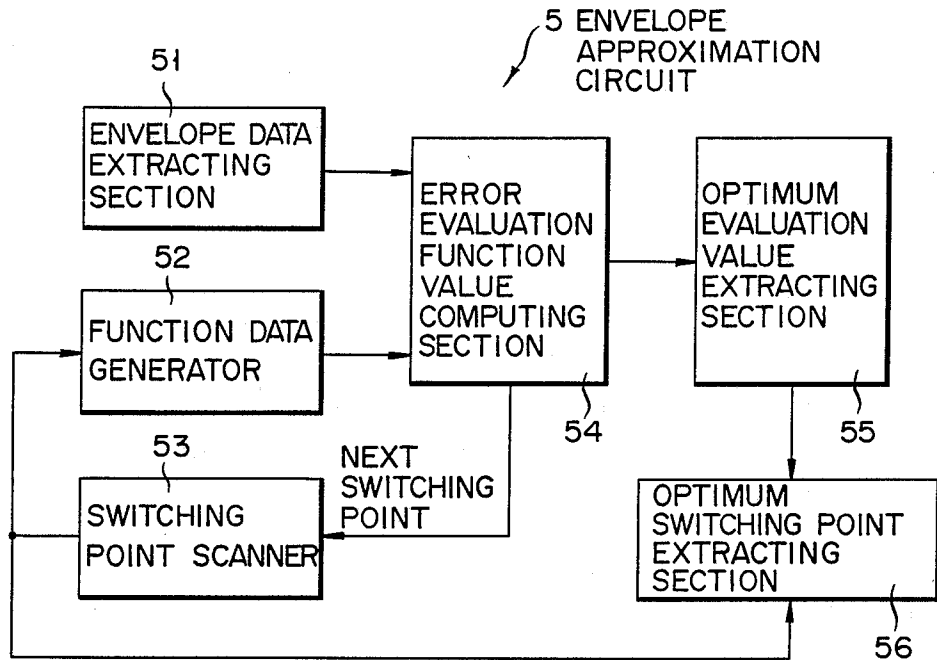 5 ENVELOPE
APPROXIMATION
CIRCUIT
51
ENVELOPE DATA
EXTRACTING
SECTION
52
FUNCTION DATA
GENERATOR
53
SWITCHING
POINT SCANNER
ERROR
EVALUATION
FUNCTION
VALUE
COMPUTING
SECTION
54
NEXT
SWITCHING
POINT
OPTIMUM
EVALUATION
VALUE
EXTRACTING
SECTION
55
OPTIMUM
SWITCHING POINT
EXTRACTING
SECTION
56